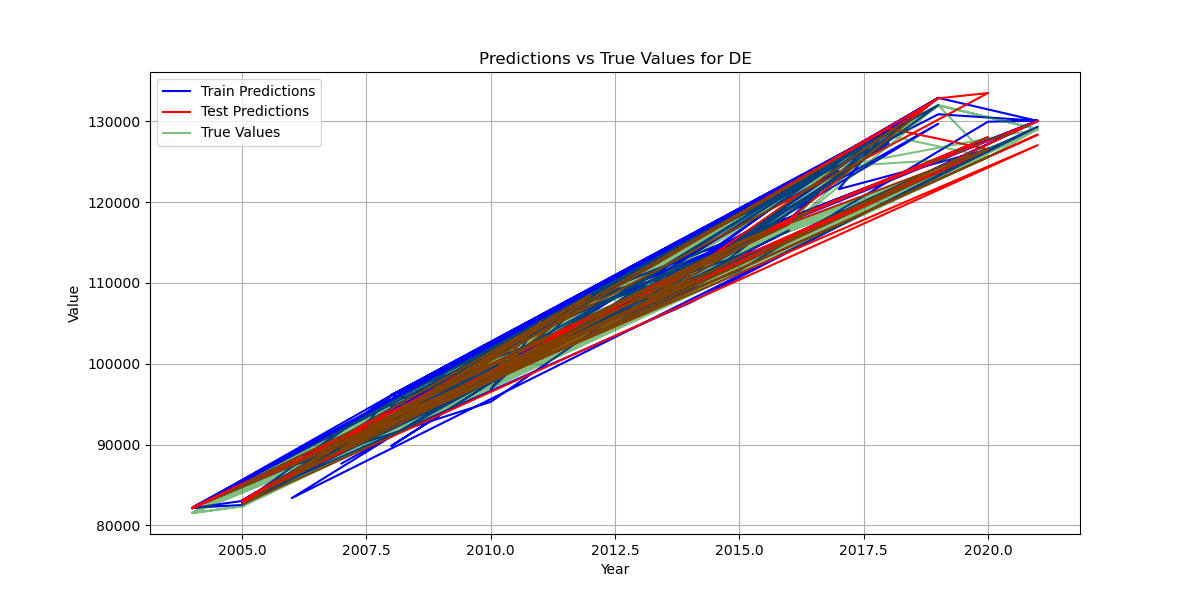 Predictions vs True Values for DE
Train Predictions
Test Predictions
True Values
130000
120000
110000
100000
90000
80000
Value
2005.0 2007.5 2010.0 2012.5 2015.0 2017.5 2020.0
Year